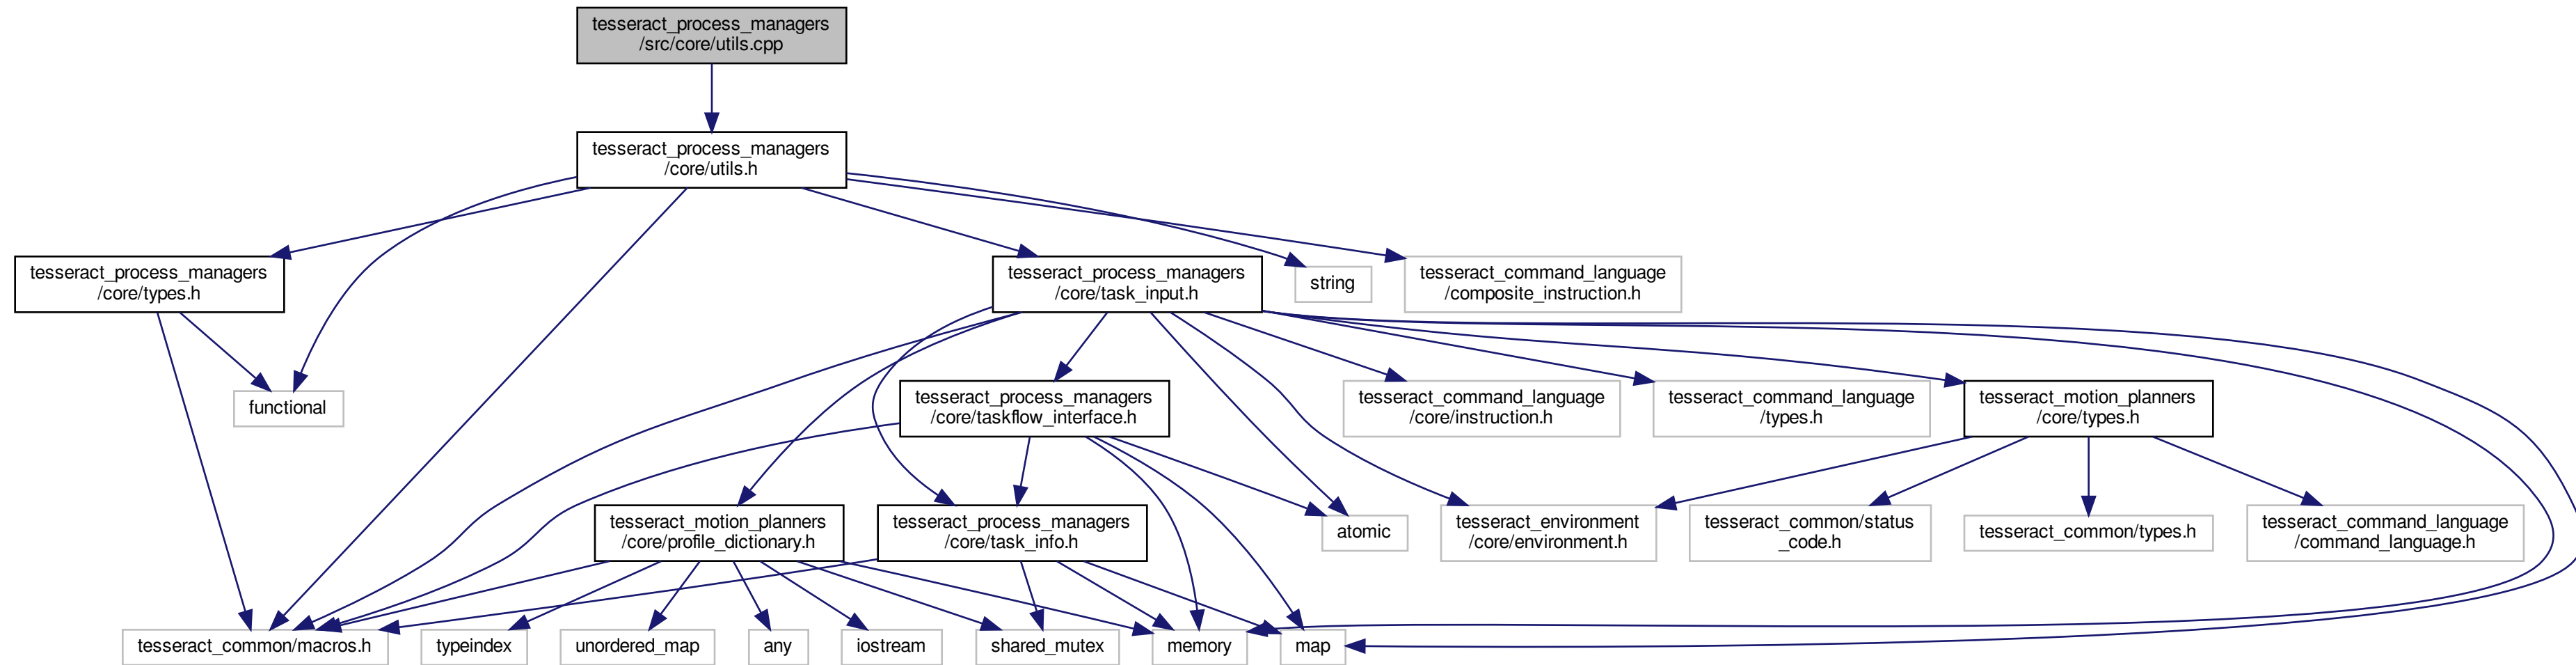 tesseract_process_managers
/src/core/utils.cpp
tesseract_process_managers
/core/utils.h
tesseract_process_managers
/core/types.h
tesseract_process_managers
/core/task_input.h
string
tesseract_command_language
/composite_instruction.h
functional
tesseract_process_managers
/core/taskflow_interface.h
tesseract_command_language
/core/instruction.h
tesseract_command_language
/types.h
tesseract_motion_planners
/core/types.h
tesseract_motion_planners
/core/profile_dictionary.h
tesseract_process_managers
/core/task_info.h
atomic
tesseract_environment
/core/environment.h
tesseract_common/status
_code.h
tesseract_common/types.h
tesseract_command_language
/command_language.h
tesseract_common/macros.h
typeindex
unordered_map
any
iostream
shared_mutex
memory
map